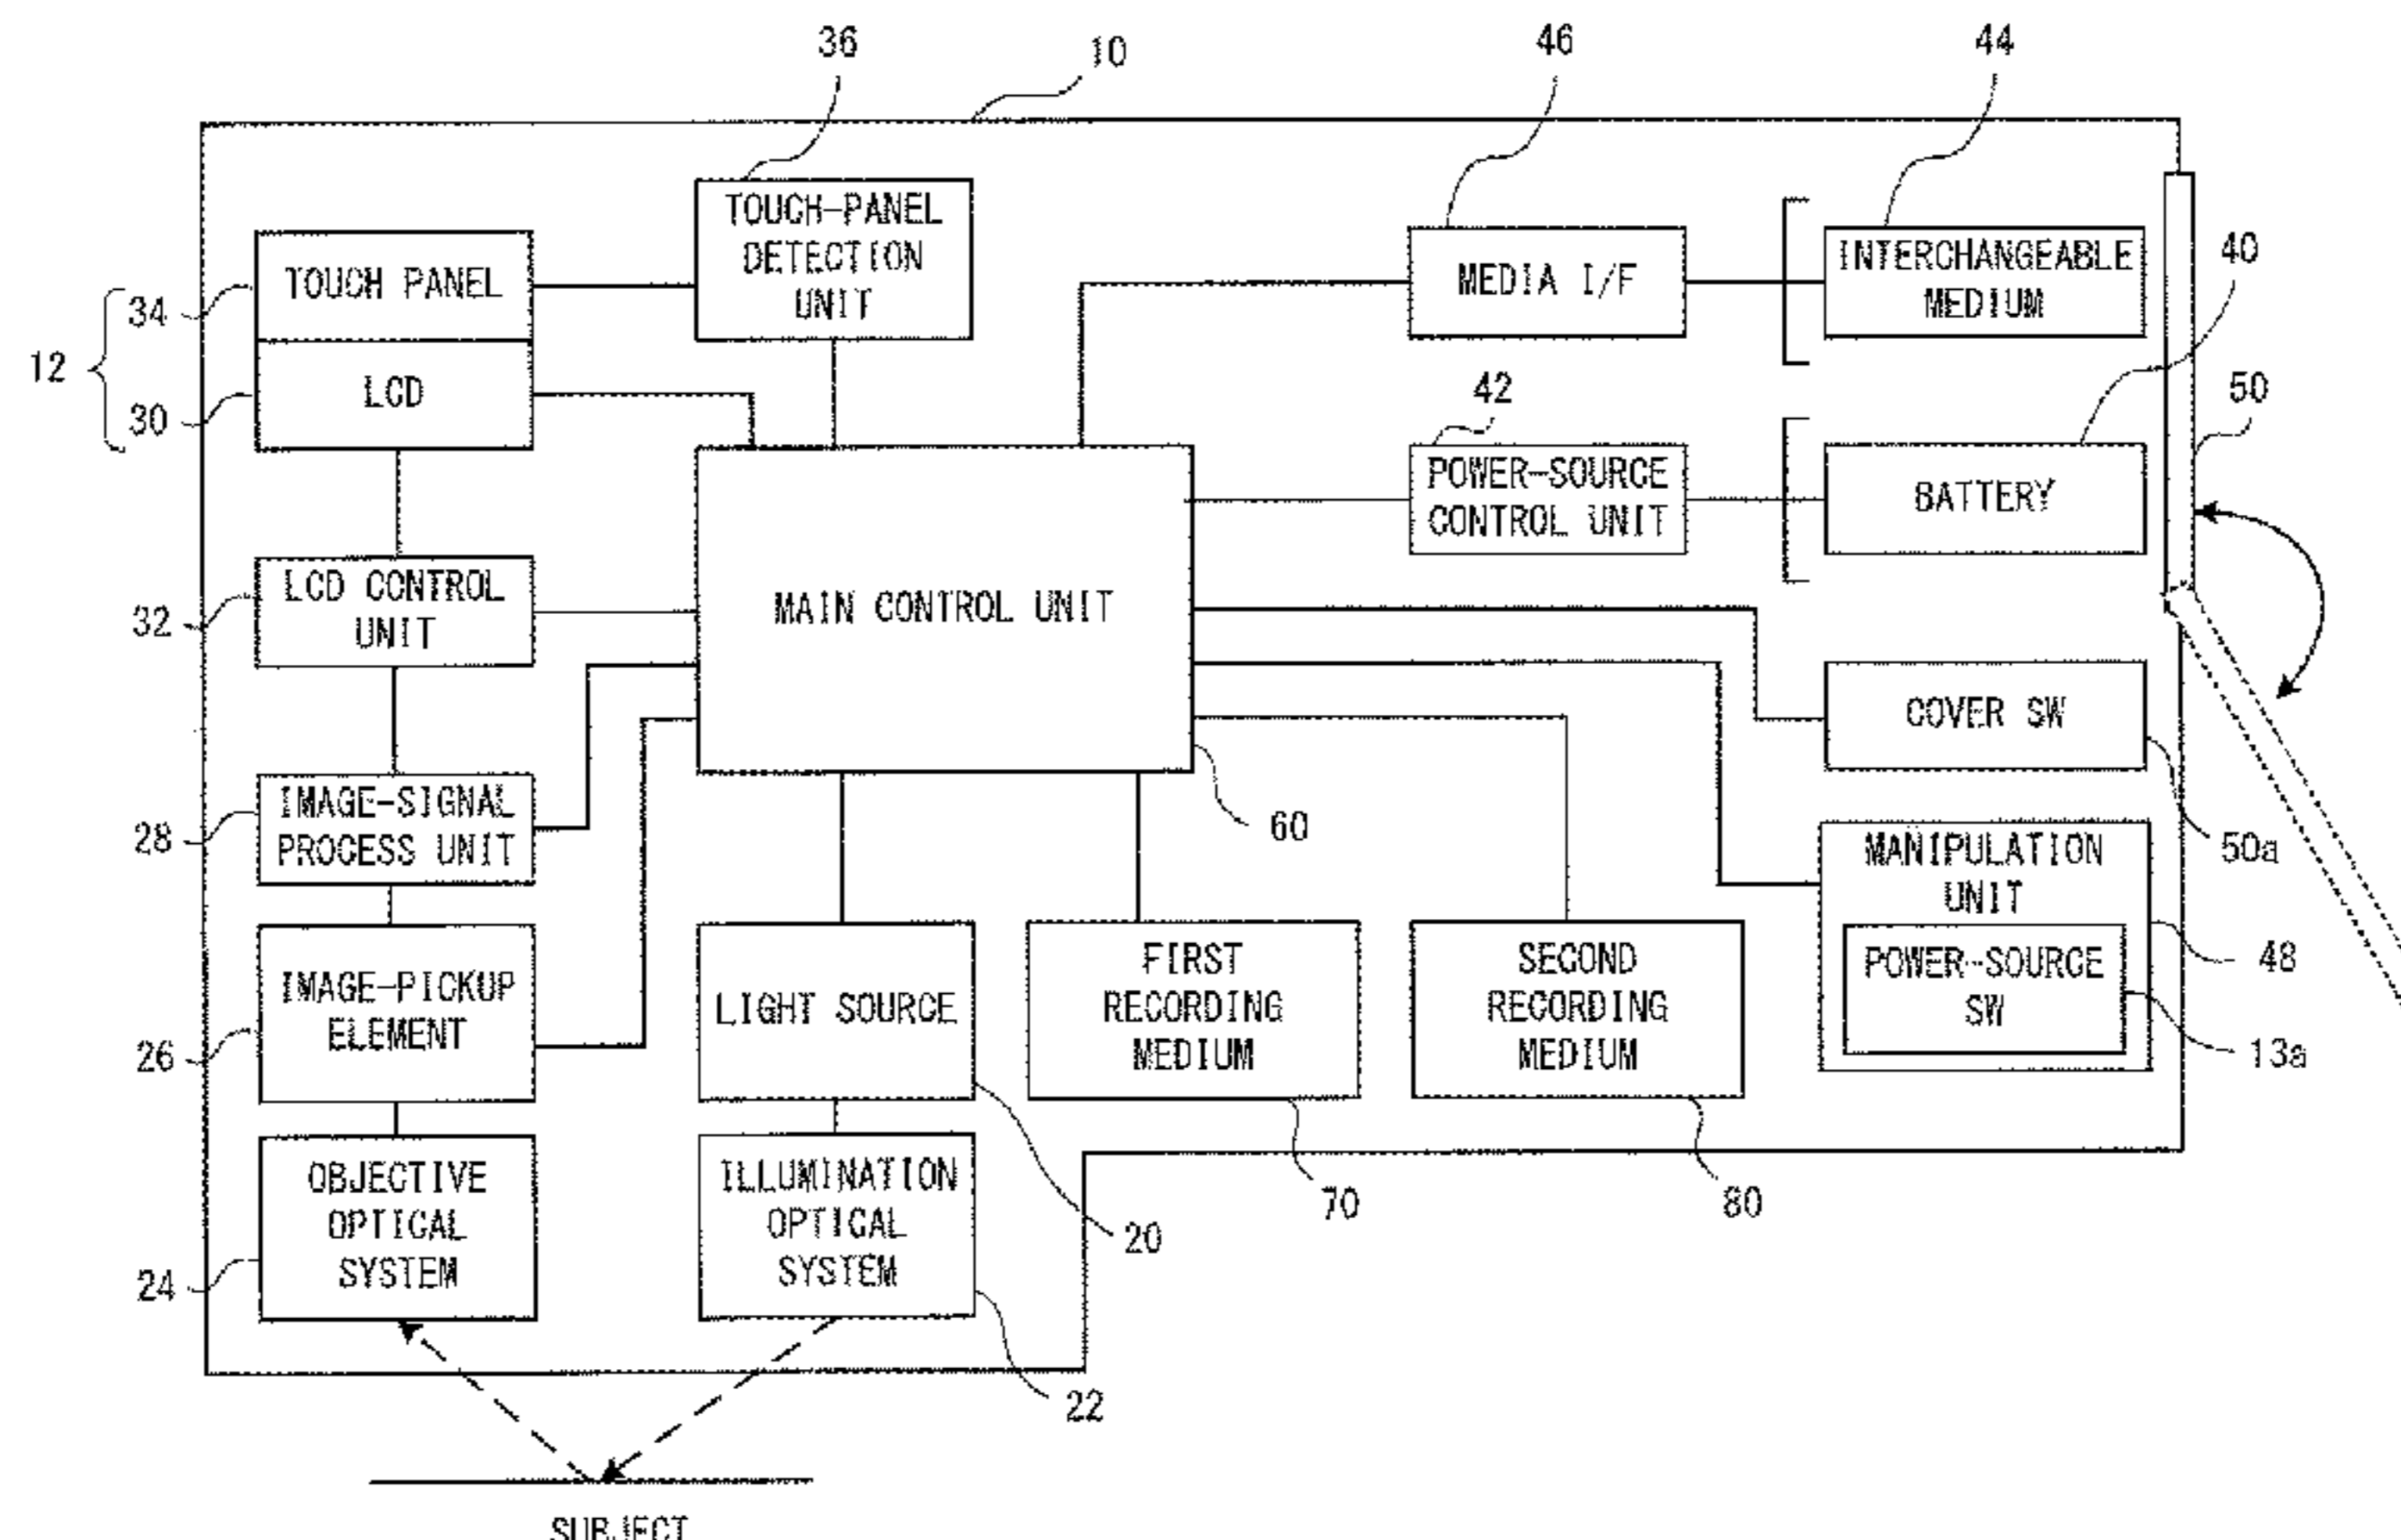 36
10
46
44
TOUCH-PANEL
DETECTION
UNIT
TOUCH PANEL
34
12
LCD
30
MEDIA I/F
INTERCHANGEABLE
MEDIUM
40
42
50
POWER-SOURCE
CONTROL UNIT
BATTERY
LCD CONTROL
UNIT
32
MAIN CONTROL UNIT
COVER SW
IMAGE-SIGNAL
PROCESS UNIT
28
60
50a
MANIPULATION
UNIT
POWER-SOURCE
SW
48
13a
IMAGE-PICKUP
ELEMENT
26
LIGHT SOURCE
FIRST
RECORDING
MEDIUM
SECOND
RECORDING
MEDIUM
OBJECTIVE
OPTICAL
SYSTEM
24
ILLUMINATION
OPTICAL
SYSTEM
20
70
80
22
SUBJECT